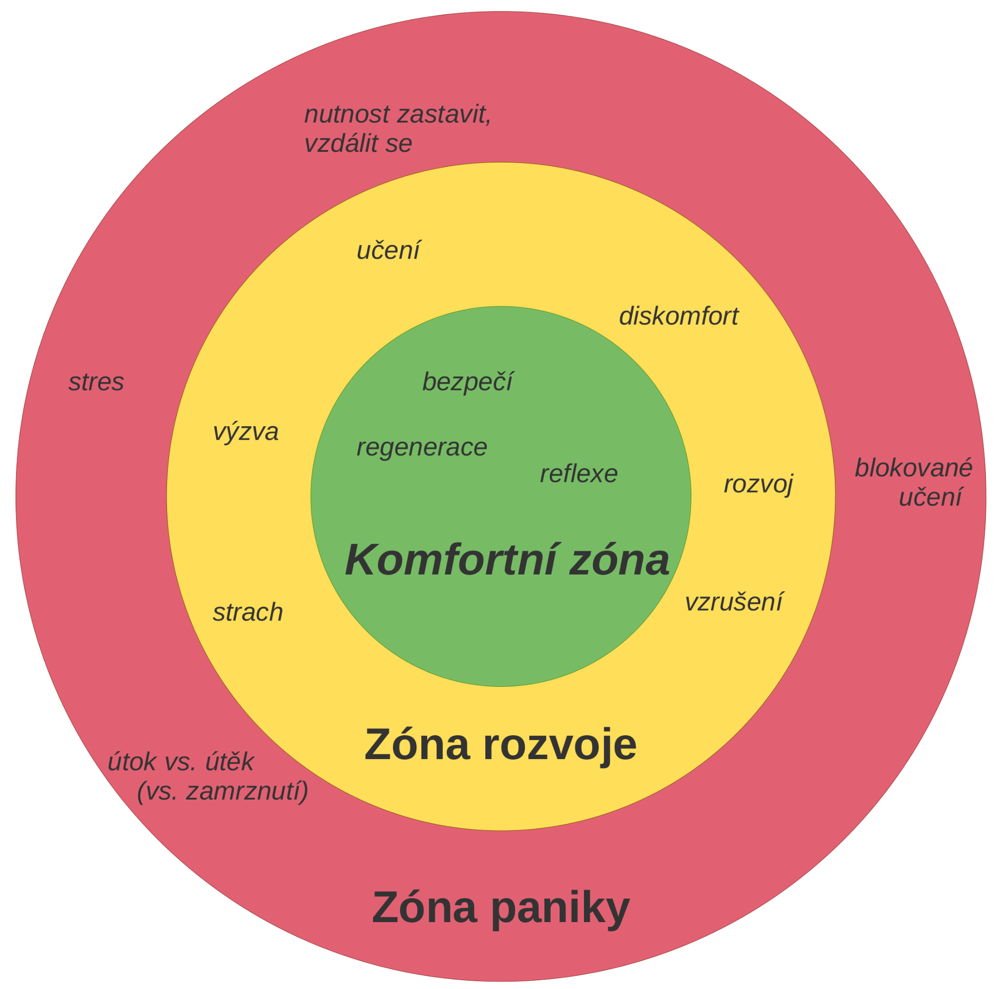 nutnost zastavit,
vzdálit se
učení
diskomfort
stres
bezpečí
výzva
regenerace
reflexe
rozvoj
blokované
učení
Komfortní zóna
strach
vzrušení
Zóna rozvoje
útok vs. útěk
(vs. zamrznutí)
Zóna paniky